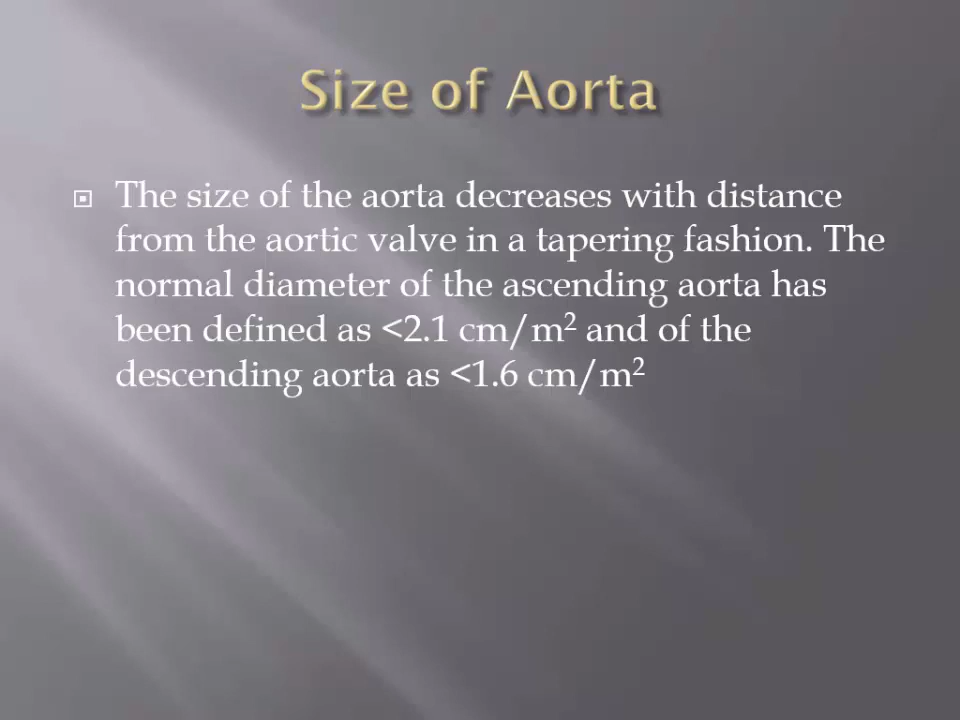 Size of Aorta
The size of the aorta decreases with distance
from the aortic valve in a tapering fashion. The
normal diameter of the ascending aorta has
been defined as <2.1 cm/m² and of the
descending aorta as <1.6 cm/m²